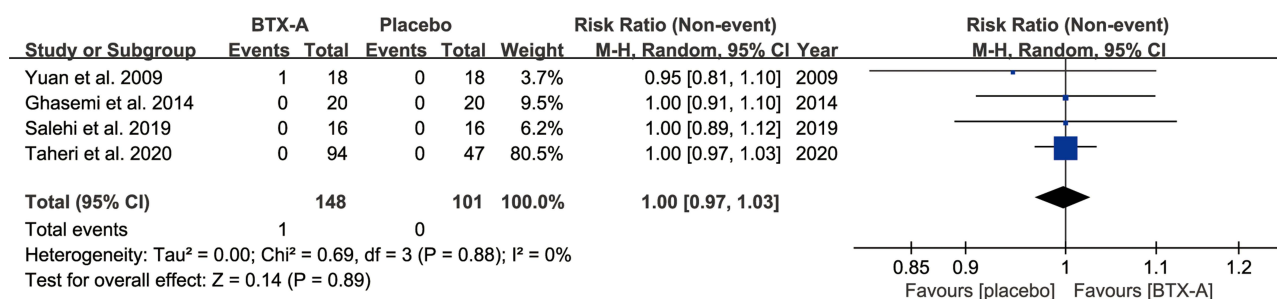 BTX-A Placebo Risk Ratio (Non-event) Risk Ratio (Non-event)
Study or Subgroup Events Total Events Total Weight M-H, Random, 95% CI Year M-H, Random, 95% CI
Yuan et al. 2009 1 18 0 18 3.7% 0.95 [0.81, 1.10] 2009
Ghasemi et al. 2014 0 20 0 20 9.5% 1.00 [0.91, 1.10] 2014
Salehi et al. 2019 0 16 0 16 6.2% 1.00 [0.89, 1.12] 2019
Taheri et al. 2020 0 94 0 47 80.5% 1.00 [0.97, 1.03] 2020
Total (95% CI) 148 101 100.0% 1.00 [0.97, 1.03]
Total events 1 0
Heterogeneity: Tau² = 0.00; Chi² = 0.69, df = 3 (P = 0.88); I² = 0%
Test for overall effect: Z = 0.14 (P = 0.89)
0.85 0.9 1 1.1 1.2
Favours [placebo] Favours [BTX-A]